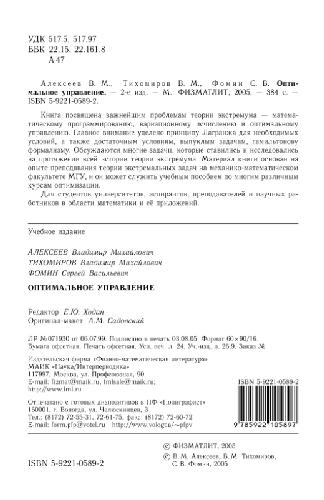 УДК 517.5, 517.97
ББК 22.15, 22.161.8
А 47
Алексеев В. М., Тихомиров В. М., Фомин С. В. Опти-
мальное управление. — 2-е изд. — М.: ФИЗМАТЛИТ, 2005. — 384 с. —
ISBN 5-9221-0589-2.
Книга посвящена важнейшим проблемам теории экстремума — матема-
тическому программированию, вариационному исчислению и оптимальному
управлению. Главное внимание уделено принципу Лагранжа для необходимых
условий, а также достаточным условиям, выпуклым задачам, гамильтонову
формализму. Обсуждаются многие задачи, которые ставились и исследовались
на протяжении всей истории теории экстремума. Материал книги основан на
опыте преподавания теории экстремальных задач на механико-математическом
факультете МГУ, и он может служить учебным пособием по многим различным
курсам оптимизации.
Для студентов университетов, аспирантов, преподавателей и научных ра-
ботников в области математики и её приложений.
Учебное издание
АЛЕКСЕЕВ Владимир Михайлович
ТИХОМИРОВ Владимир Михайлович
ФОМИН Сергей Васильевич
ОПТИМАЛЬНОЕ УПРАВЛЕНИЕ
Редактор Е.Ю. Ходан
Оригинал-макет А.М. Садовский
ЛР №071930 от 06.07.99. Подписано в печать 03.08.05. Формат 60×90/16.
Бумага офсетная. Печать офсетная. Усл. печ. л. 24. Уч.-изд. л. 25,9. Заказ №
Издательская фирма «Физико-математическая литература»
МАИК «Наука/Интерпериодика»
117997, Москва, ул. Профсоюзная, 90
E-mail: fizmat@maik.ru, fmlsale@maik.ru;
http://www.fml.ru
Отпечатано с готовых диапозитивов в ПФ «Полиграфист»
160001, г. Вологда, ул. Челюскинцев, 3
Тел.: (8172) 72-55-31, 72-61-75, факс (8172) 72-60-72
E-mail: form.pfp@votel.ru http://www.vologda/~pfpv
ISBN 5-9221-0589-2
9 785922 105897
© ФИЗМАТЛИТ, 2005
© В. М. Алексеев, В. М. Тихомиров,
С. В. Фомин, 2005
ISBN 5-9221-0589-2